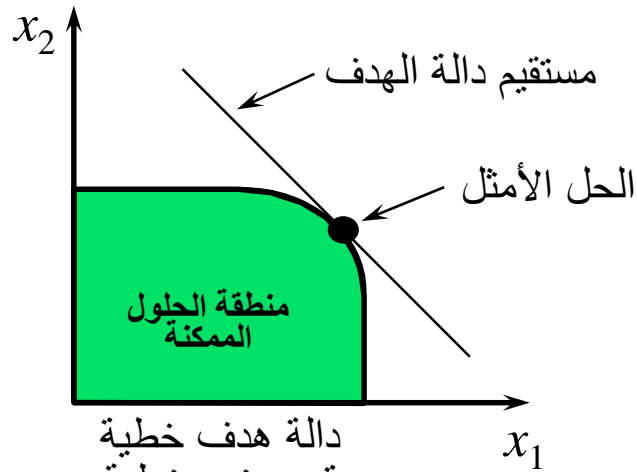 x₂
مستقيم دالة الهدف
الحل الأمثل
منطقة الحلول
الممكنة
دالة هدف خطية
x₁